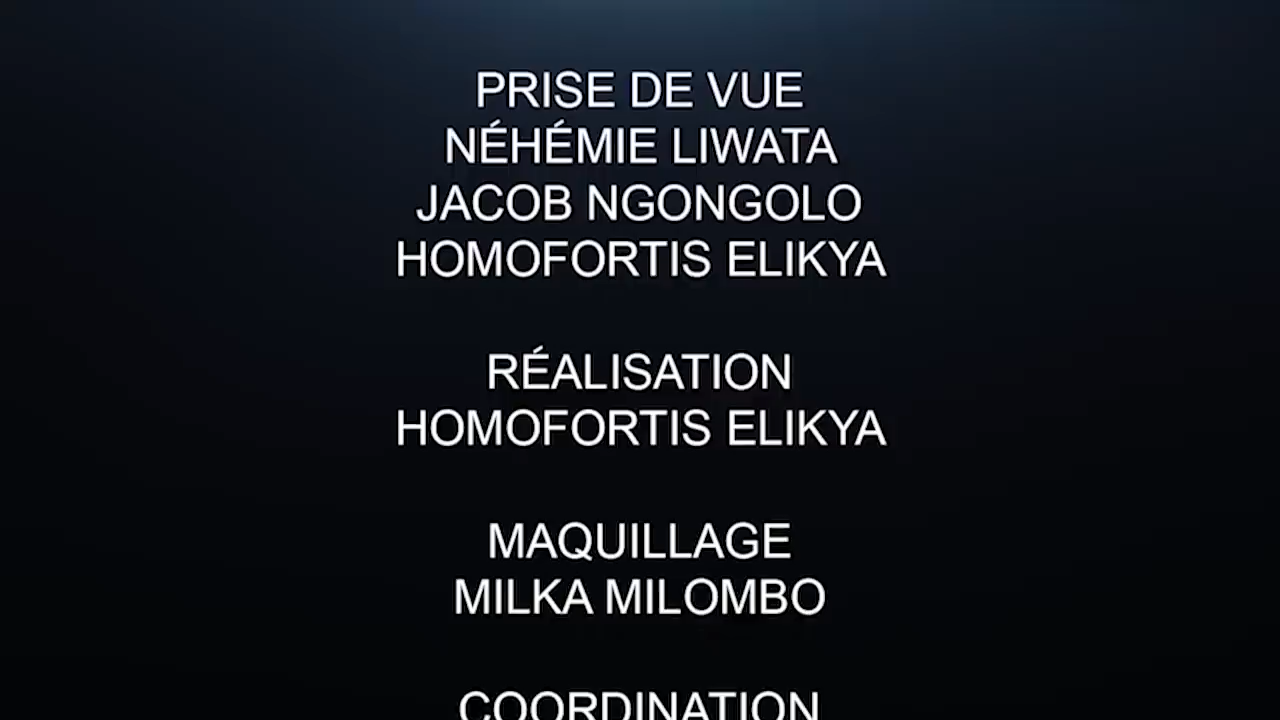 PRISE DE VUE
NÉHÉMIE LIWATA
JACOB NGONGOLO
HOMOFORTIS ELIKYA
RÉALISATION
HOMOFORTIS ELIKYA
MAQUILLAGE
MILKA MILOMBO
COORDINATION